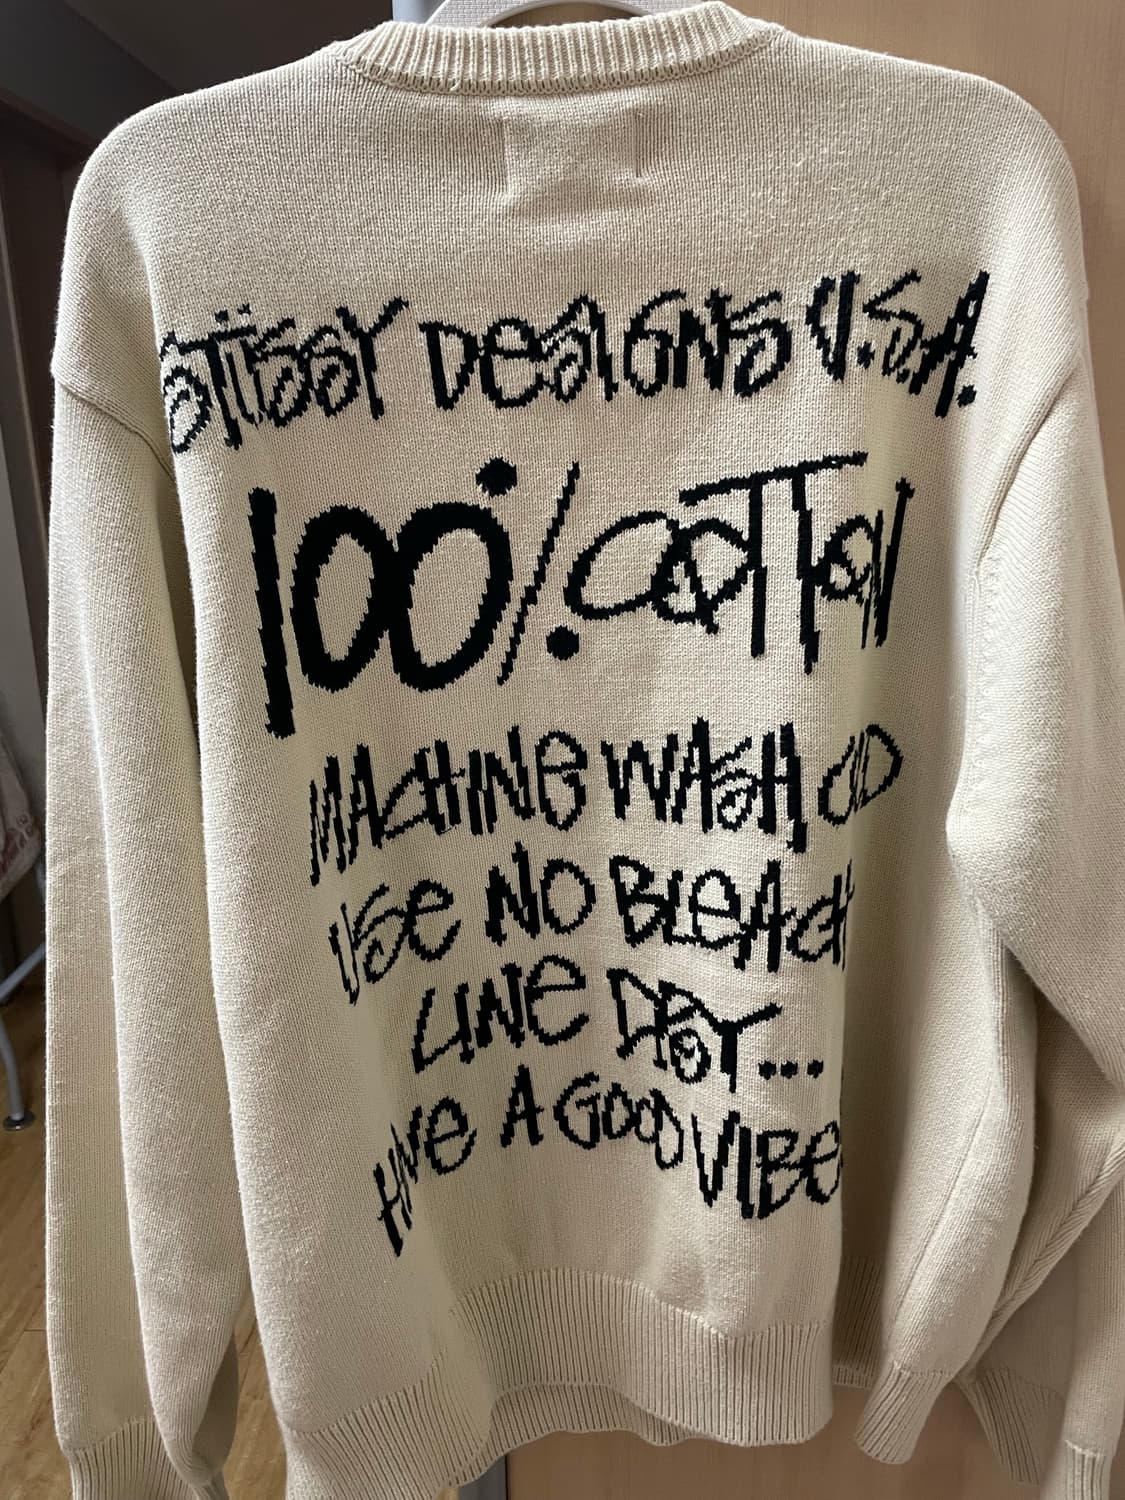 STÜSSY DESIGNS U.S.A.
100% COTTON
MACHINE WASH COLD
USE NO BLEACH
LINE DRY...
HAVE A GOOD VIBE